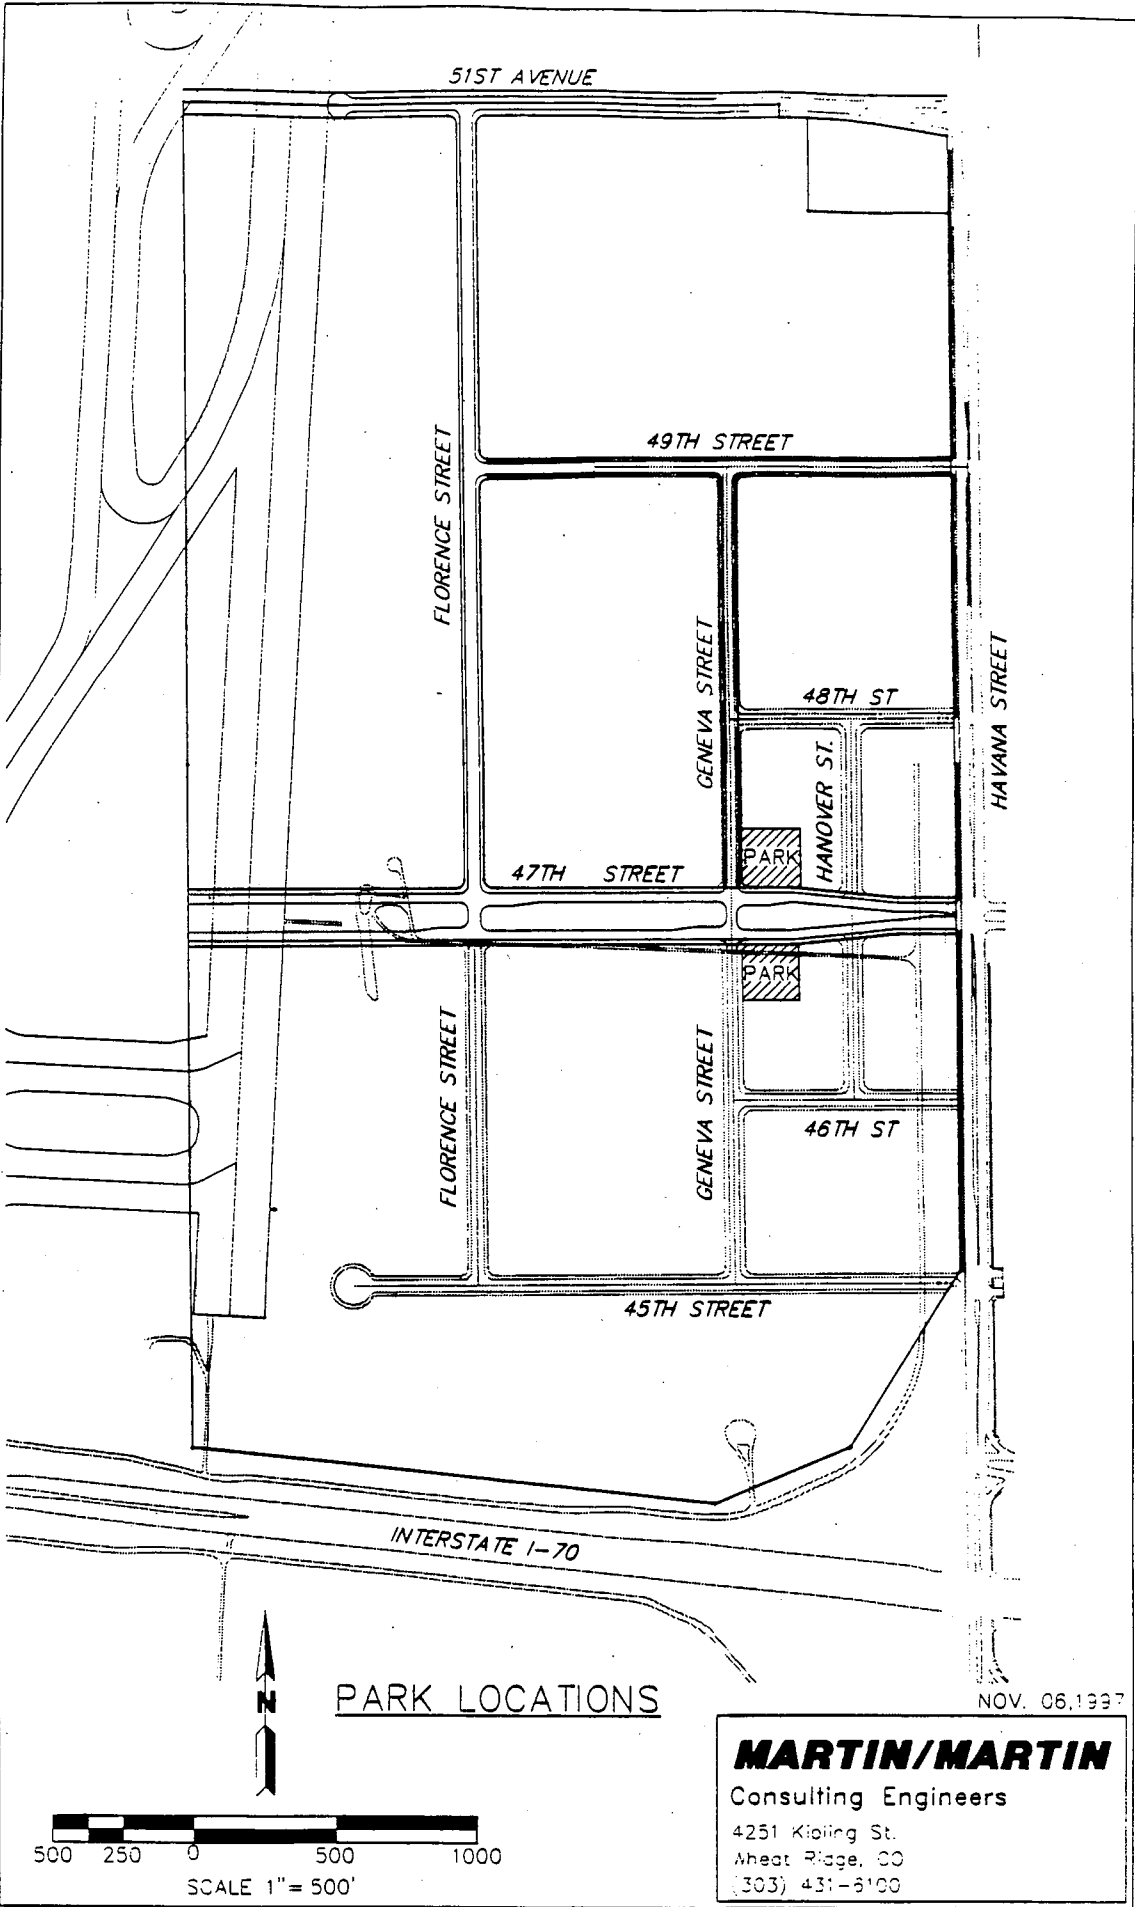 51ST AVENUE
49TH STREET
FLORENCE STREET
GENEVA STREET
48TH ST
HANOVER ST.
HAVANA STREET
PARK
47TH STREET
PARK
FLORENCE STREET
GENEVA STREET
46TH ST
45TH STREET
INTERSTATE I-70
N
PARK LOCATIONS
NOV. 06,1997
MARTIN/MARTIN
Consulting Engineers
4251 Kipling St.
Wheat Ridge, CO
(303) 431-6100
500 250 0 500 1000
SCALE 1"= 500'